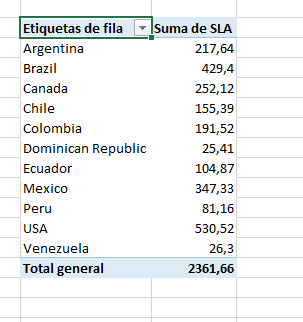 Etiquetas de fila Suma de SLA
Argentina 217,64
Brazil 429,4
Canada 252,12
Chile 155,39
Colombia 191,52
Dominican Republic 25,41
Ecuador 104,87
Mexico 347,33
Peru 81,16
USA 530,52
Venezuela 26,3
Total general 2361,66